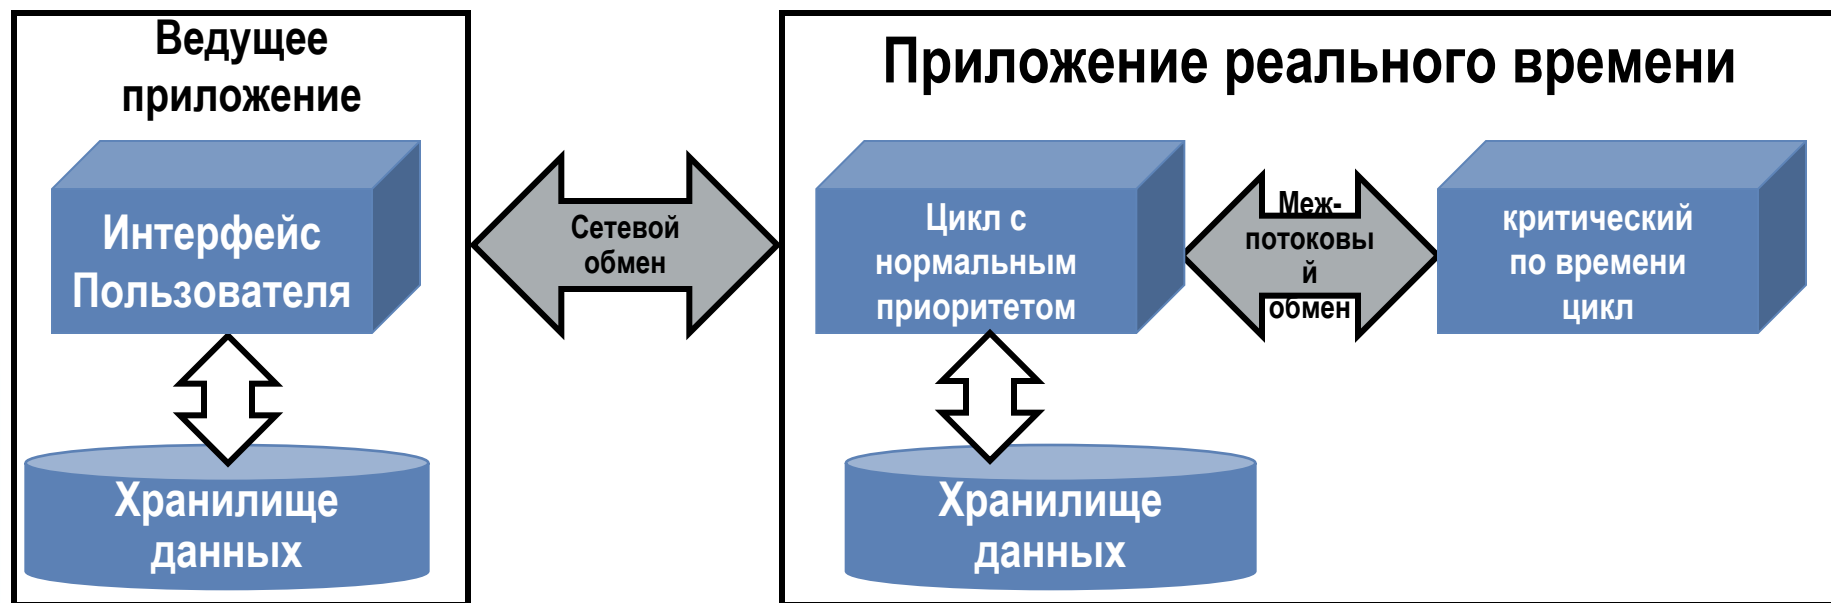 Ведущее
приложение
Интерфейс
Пользователя
Хранилище
данных
Сетевой
обмен
Приложение реального времени
Цикл с
нормальным
приоритетом
Меж-
потоковы
й
обмен
критический
по времени
цикл
Хранилище
данных